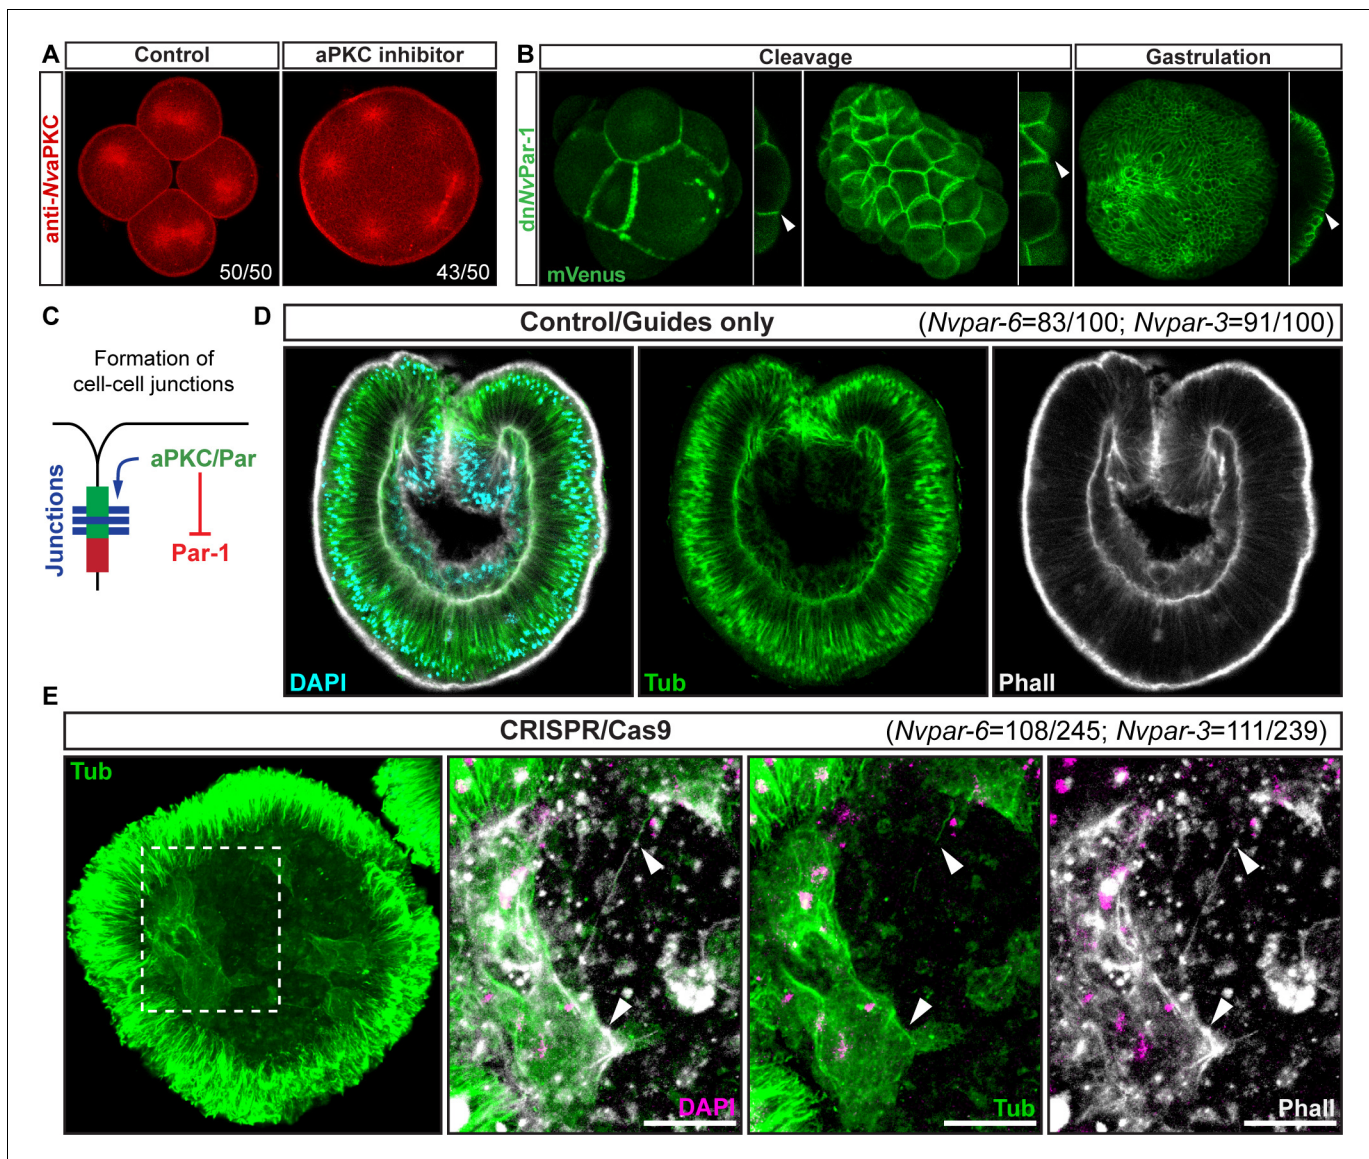 A
Control
aPKC inhibitor
anti-NvaPKC
50/50
43/50
B
Cleavage
Gastrulation
dnNvPar-1
mVenus
C
Formation of
cell-cell junctions
aPKC/Par
Junctions
Par-1
D
Control/Guides only
(Nvpar-6=83/100; Nvpar-3=91/100)
DAPI
Tub
Phall
E
CRISPR/Cas9
(Nvpar-6=108/245; Nvpar-3=111/239)
Tub
DAPI
Tub
Phall